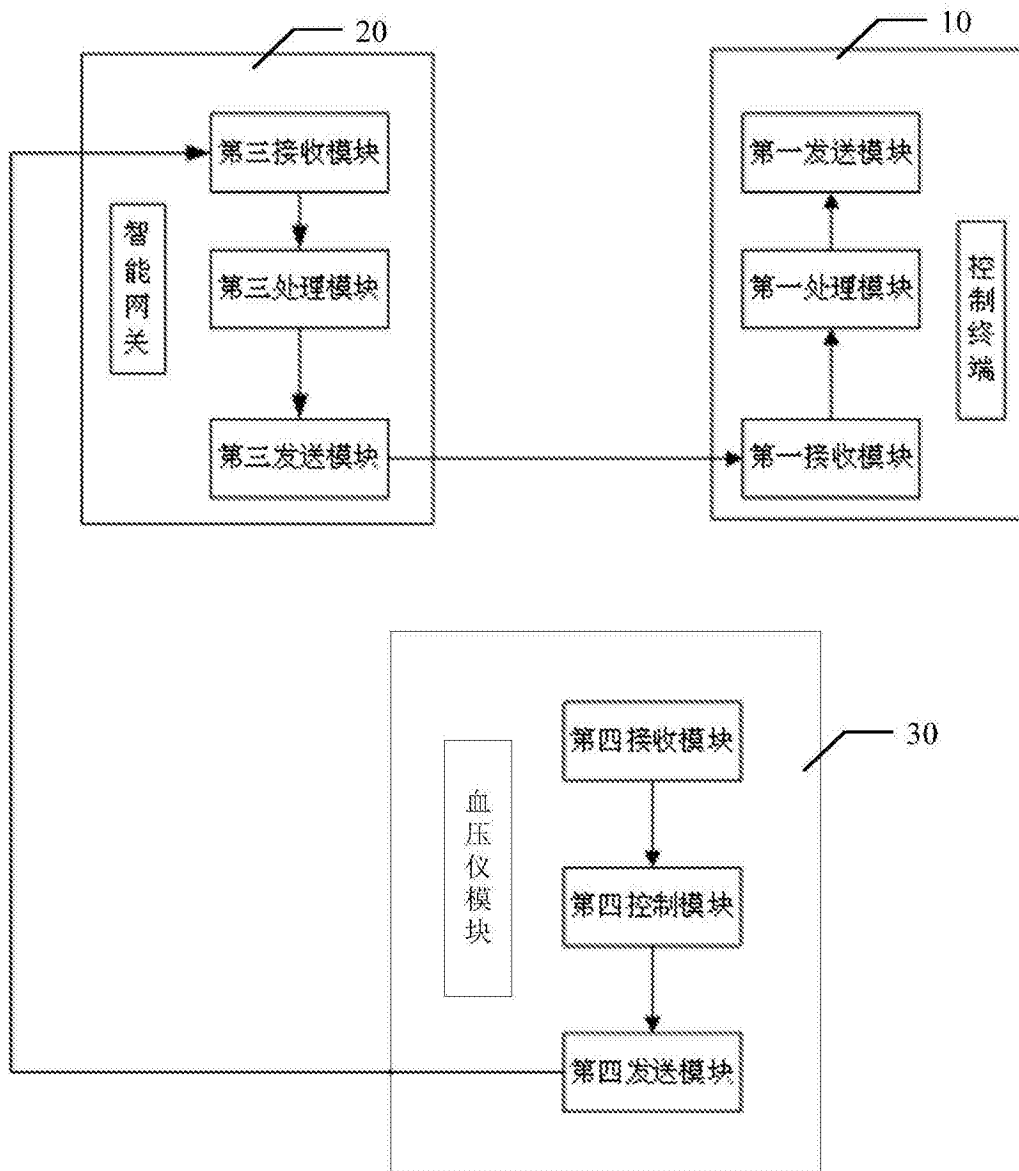 20
第三接收模块
智能网关
第三处理模块
第三发送模块
10
第一发送模块
第一处理模块
控制终端
第一接收模块
30
第四接收模块
血压仪模块
第四控制模块
第四发送模块